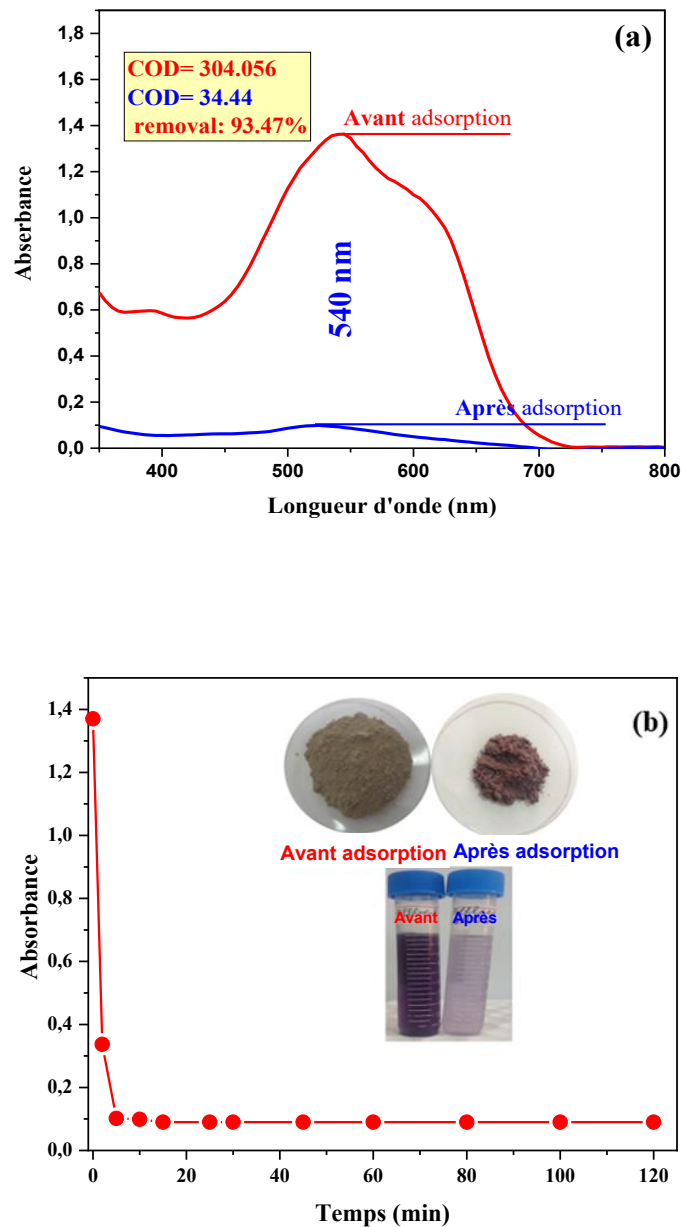 (a)
COD= 304.056
COD= 34.44
removal: 93.47%
Avant adsorption
540 nm
Après adsorption
1,8
1,6
1,4
1,2
1,0
0,8
0,6
0,4
0,2
0,0
Abserbance
400 500 600 700 800
Longueur d'onde (nm)
(b)
Avant adsorption Après adsorption
Avant Après
1,4
1,2
1,0
0,8
0,6
0,4
0,2
0,0
Absorbance
0 20 40 60 80 100 120
Temps (min)